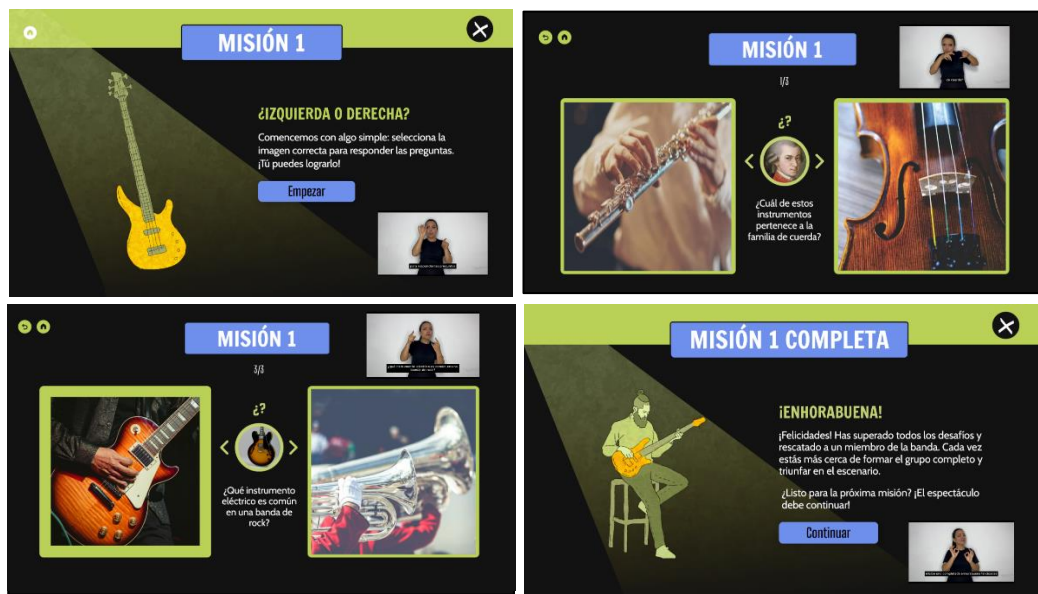 MISIÓN 1
¿IZQUIERDA O DERECHA?
Comencemos con algo simple: selecciona la
imagen correcta para responder las preguntas.
¡Tú puedes lograrlo!
Empezar
MISIÓN 1
1/3
¿?
¿Cuál de estos
instrumentos
pertenece a la
familia de cuerda?
MISIÓN 1
3/3
¿?
¿Qué instrumento
eléctrico es común
en una banda de
rock?
MISIÓN 1 COMPLETA
¡ENHORABUENA!
¡Felicidades! Has superado todos los desafíos y
rescatado a un miembro de la banda. Cada vez
estás más cerca de formar el grupo completo y
triunfar en el escenario.
¿Listo para la próxima misión? ¡El espectáculo
debe continuar!
Continuar